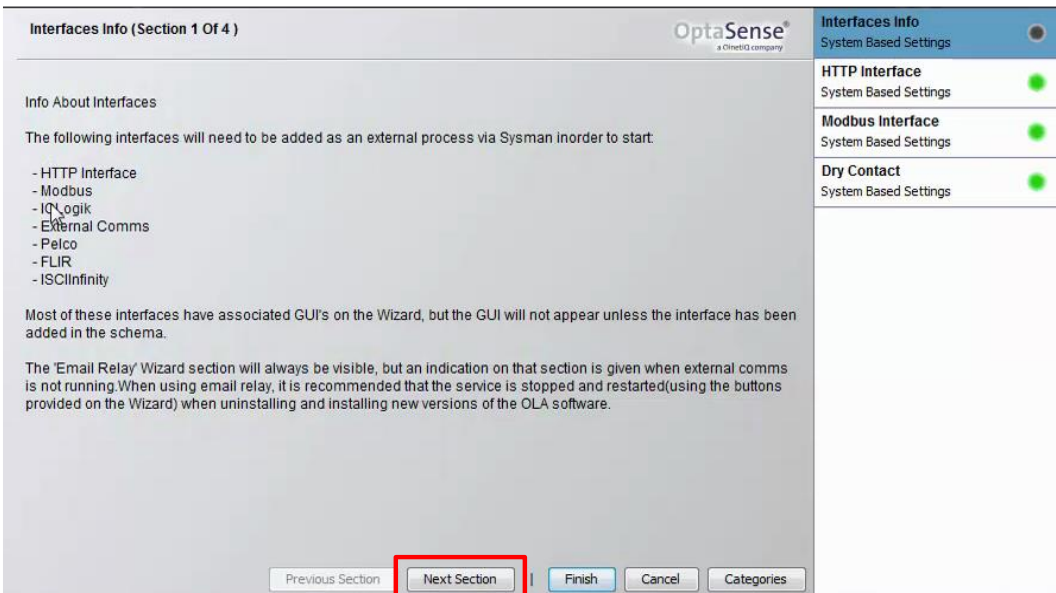 Interfaces Info (Section 1 Of 4 )
OptaSense®
a QinetiQ company
Info About Interfaces
The following interfaces will need to be added as an external process via Sysman inorder to start:
- HTTP Interface
- Modbus
- External Comms
- Pelco
- FLIR
- ISCIInfinity
Most of these interfaces have associated GUI's on the Wizard, but the GUI will not appear unless the interface has been
added in the schema.
The 'Email Relay' Wizard section will always be visible, but an indication on that section is given when external comms
is not running.When using email relay, it is recommended that the service is stopped and restarted(using the buttons
provided on the Wizard) when uninstalling and installing new versions of the OLA software.
Previous Section
Next Section
|
Finish
Cancel
Categories
Interfaces Info
System Based Settings
HTTP Interface
System Based Settings
Modbus Interface
System Based Settings
Dry Contact
System Based Settings